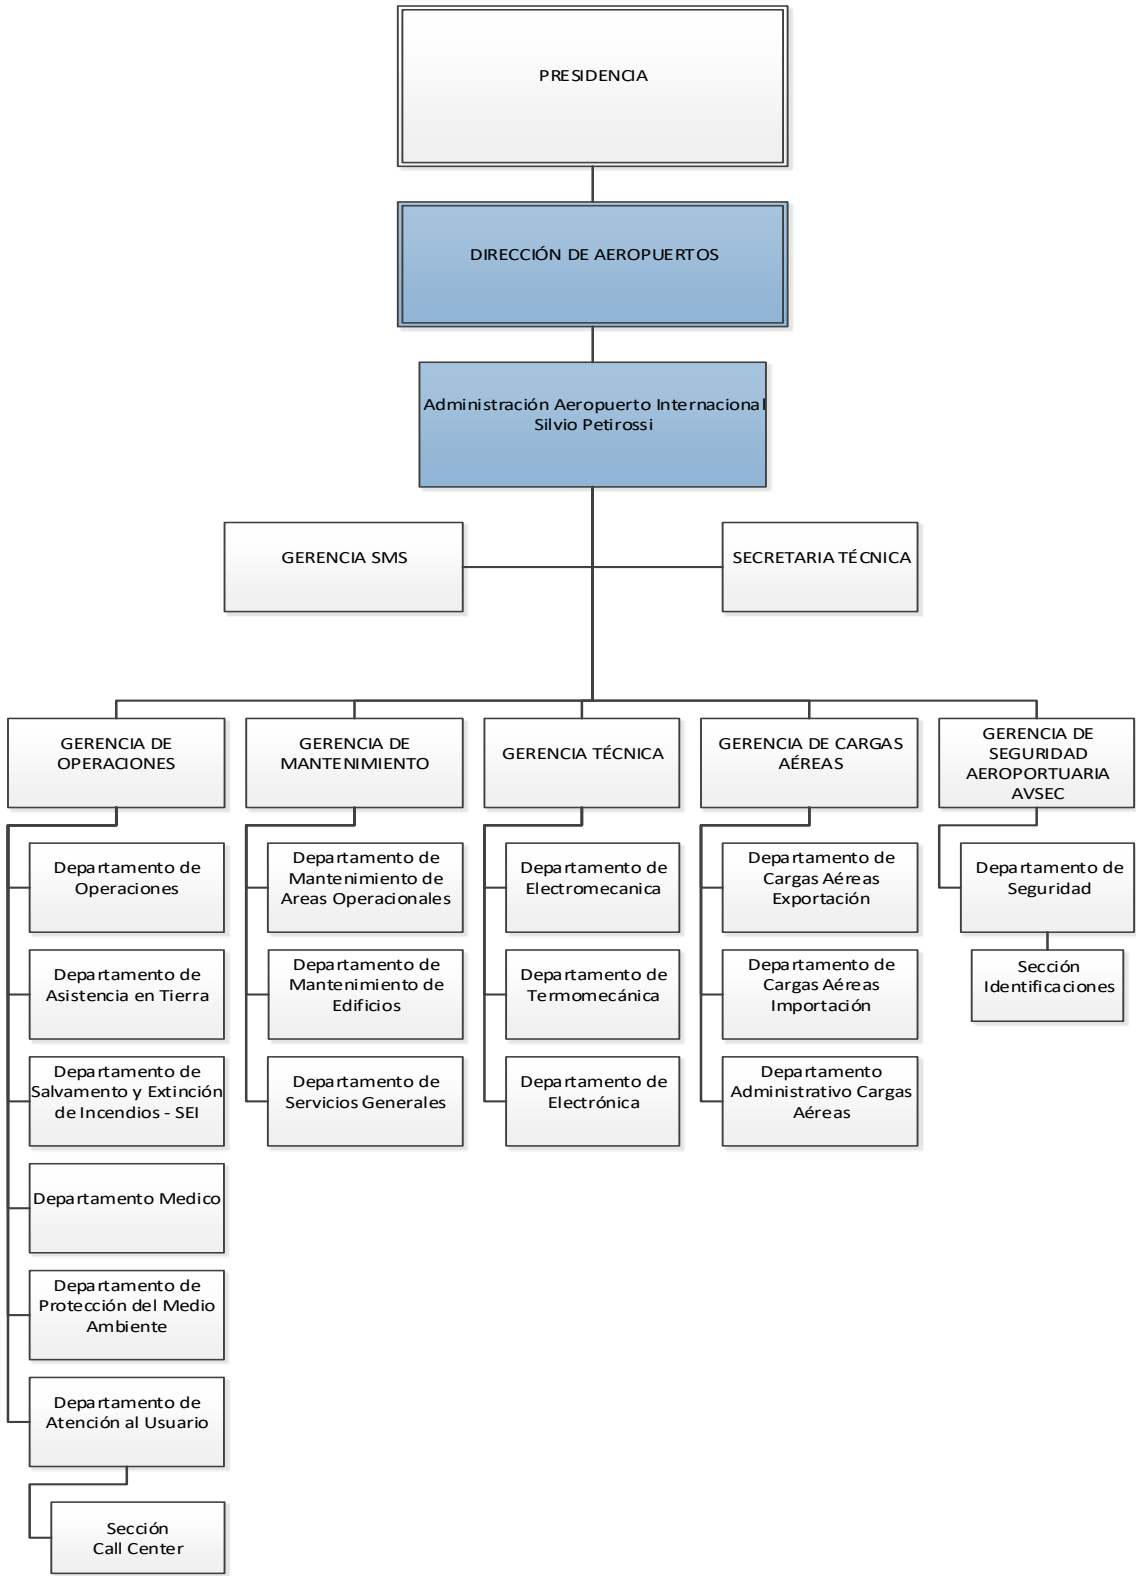 PRESIDENCIA
DIRECCIÓN DE AEROPUERTOS
Administración Aeropuerto Internacional
Silvio Petirossi
GERENCIA SMS
SECRETARIA TÉCNICA
GERENCIA DE
OPERACIONES
GERENCIA DE
MANTENIMIENTO
GERENCIA TÉCNICA
GERENCIA DE CARGAS
AÉREAS
GERENCIA DE
SEGURIDAD
AEROPORTUARIA
AVSEC
Departamento de
Operaciones
Departamento de
Mantenimiento de
Areas Operacionales
Departamento de
Electromecanica
Departamento de
Cargas Aéreas
Exportación
Departamento de
Seguridad
Departamento de
Asistencia en Tierra
Departamento de
Mantenimiento de
Edificios
Departamento de
Termomecánica
Departamento de
Cargas Aéreas
Importación
Sección
Identificaciones
Departamento de
Salvamento y Extinción
de Incendios - SEI
Departamento de
Servicios Generales
Departamento de
Electrónica
Departamento
Administrativo Cargas
Aéreas
Departamento Medico
Departamento de
Protección del Medio
Ambiente
Departamento de
Atención al Usuario
Sección
Call Center